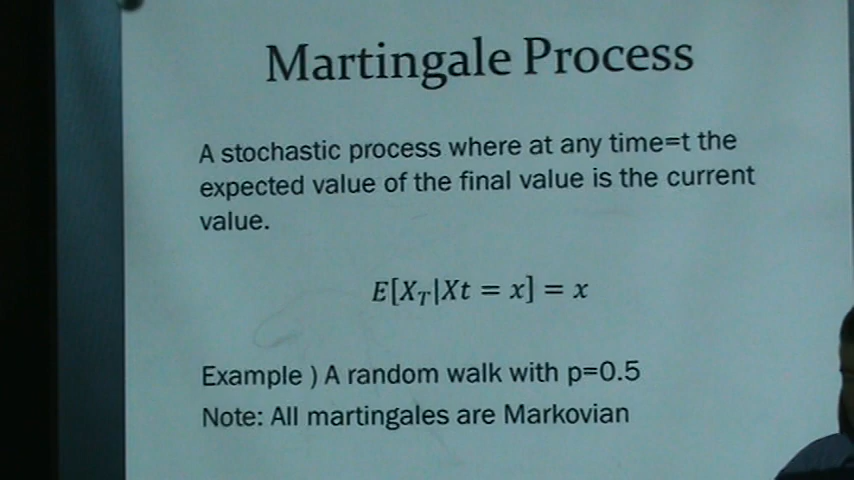 Martingale Process
A stochastic process where at any time=t the
expected value of the final value is the current
value.
E[X_T|Xt = x] = x
Example ) A random walk with p=0.5
Note: All martingales are Markovian